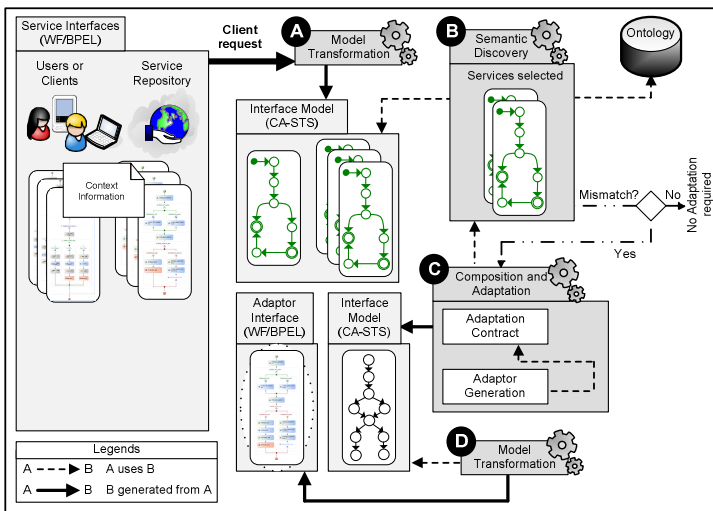 Service Interfaces
(WF/BPEL)
Users or
Clients
Service
Repository
Context
Information
Client
request
A
Model
Transformation
Interface Model
(CA-STS)
B
Semantic
Discovery
Services selected
Ontology
Mismatch?
No
No Adaptation
required
Yes
C
Composition and
Adaptation
Adaptation
Contract
Adaptor
Generation
Adaptor
Interface
(WF/BPEL)
Interface
Model
(CA-STS)
D
Model
Transformation
Legends
A B A uses B
A B B generated from A